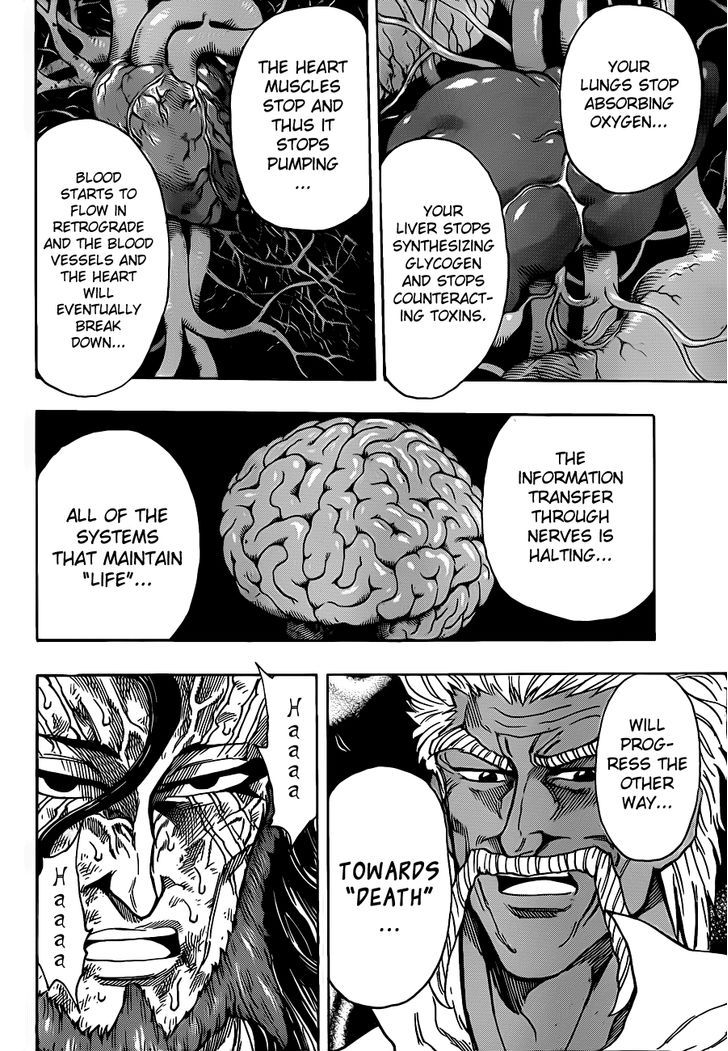 YOUR
LUNGS STOP
ABSORBING
OXYGEN...
YOUR
LIVER STOPS
SYNTHESIZING
GLYCOGEN
AND STOPS
COUNTERACT-
ING TOXINS.
THE HEART
MUSCLES
STOP AND
THUS IT
STOPS
PUMPING
...
BLOOD
STARTS TO
FLOW IN
RETROGRADE
AND THE BLOOD
VESSELS AND
THE HEART
WILL
EVENTUALLY
BREAK
DOWN...
THE
INFORMATION
TRANSFER
THROUGH
NERVES IS
HALTING...
ALL OF THE
SYSTEMS
THAT MAINTAIN
"LIFE"...
WILL
PROG-
RESS THE
OTHER
WAY...
TOWARDS
"DEATH"
...
Haaaa
Haaaa